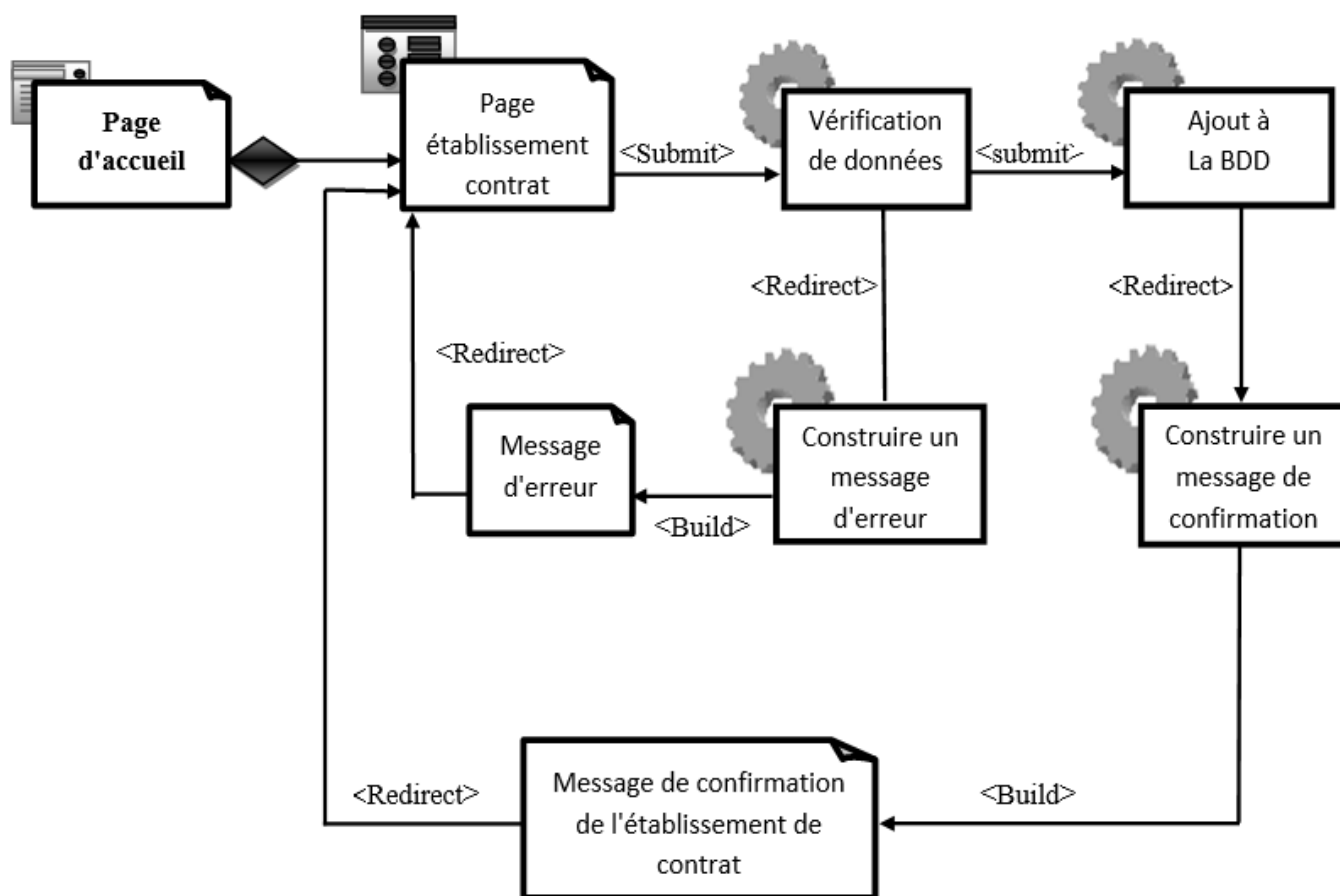 Page
d'accueil
Page
établissement
contrat
<Submit>
Vérification
de données
<submit>
Ajout à
La BDD
<Redirect>
<Redirect>
<Redirect>
Message
d'erreur
<Build>
Construire un
message
d'erreur
Construire un
message de
confirmation
<Redirect>
Message de confirmation
de l'établissement de
contrat
<Build>